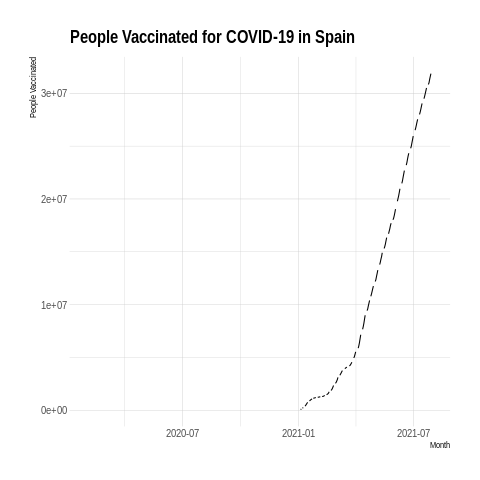 People Vaccinated for COVID-19 in Spain
People Vaccinated
3e+07
2e+07
1e+07
0e+00
2020-07
2021-01
2021-07
Month